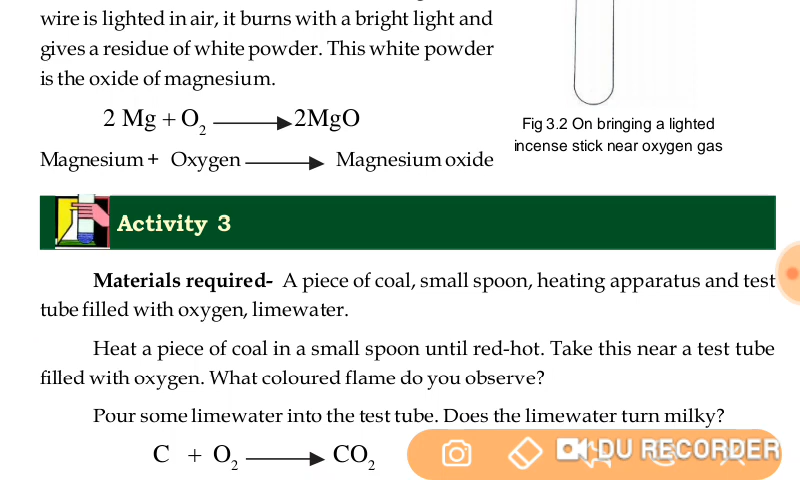 wire is lighted in air, it burns with a bright light and
gives a residue of white powder. This white powder
is the oxide of magnesium.
2 Mg + O₂ ⟶ 2MgO
Magnesium + Oxygen ⟶ Magnesium oxide
Fig 3.2 On bringing a lighted
incense stick near oxygen gas
Activity 3
Materials required- A piece of coal, small spoon, heating apparatus and test
tube filled with oxygen, limewater.
Heat a piece of coal in a small spoon until red-hot. Take this near a test tube
filled with oxygen. What coloured flame do you observe?
Pour some limewater into the test tube. Does the limewater turn milky?
C + O₂ ⟶ CO₂
DU RECORDER